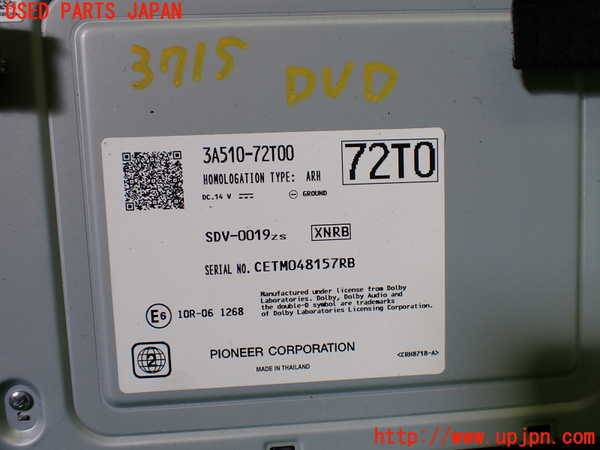 USED PARTS JAPAN
3715 DVD
3A510-72T00
HOMOLOGATION TYPE: ARH
DC.14 V GROUND
72T0
SDV-0019zs XNRB
SERIAL NO. CETM048157RB
Manufactured under license from Dolby
Laboratories. Dolby, Dolby Audio and
the double-D symbol are trademarks
of Dolby Laboratories Licensing Corporation.
E6 10R-06 1268
2
PIONEER CORPORATION
MADE IN THAILAND
<CRH8718-A>
http://www.upjpn.com